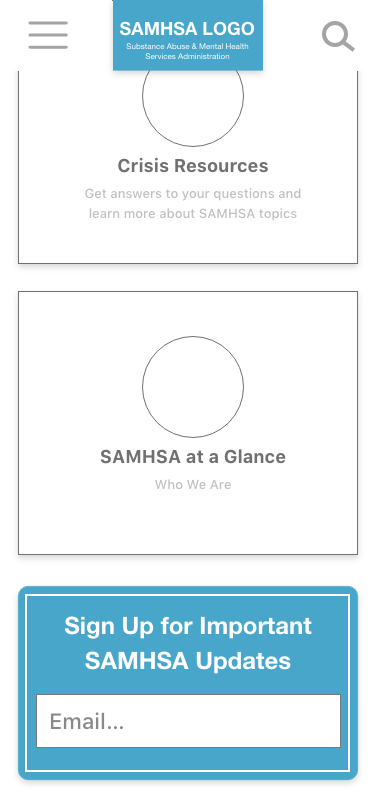 SAMHSA LOGO
Substance Abuse & Mental Health
Services Administration
Crisis Resources
Get answers to your questions and
learn more about SAMHSA topics
SAMHSA at a Glance
Who We Are
Sign Up for Important
SAMHSA Updates
Email...